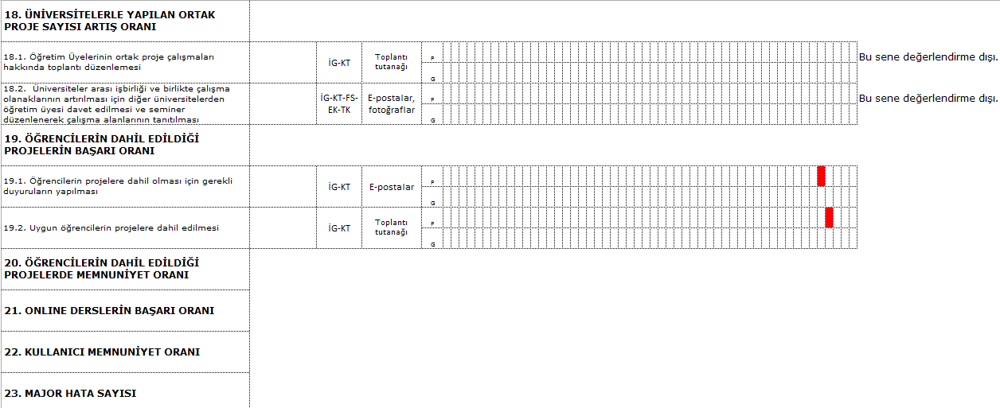 18. ÜNİVERSİTELERLE YAPILAN ORTAK
PROJE SAYISI ARTIŞ ORANI
18.1. Öğretim Üyelerinin ortak proje çalışmaları
hakkında toplantı düzenlemesi
İG-KT
Toplantı
tutanağı
P
G
Bu sene değerlendirme dışı.
18.2.  Üniversiteler arası işbirliği ve birlikte çalışma
olanaklarının artırılması için diğer üniversitelerden
öğretim üyesi davet edilmesi ve seminer
düzenlenerek çalışma alanlarının tanıtılması
İG-KT-FS-
EK-TK
E-postalar,
fotoğraflar
P
G
Bu sene değerlendirme dışı.
19. ÖĞRENCİLERİN DAHİL EDİLDİĞİ
PROJELERİN BAŞARI ORANI
19.1. Öğrencilerin projelere dahil olması için gerekli
duyuruların yapılması
İG-KT
E-postalar
P
G
19.2. Uygun öğrencilerin projelere dahil edilmesi
İG-KT
Toplantı
tutanağı
P
G
20. ÖĞRENCİLERİN DAHİL EDİLDİĞİ
PROJELERDE MEMNUNİYET ORANI
21. ONLINE DERSLERİN BAŞARI ORANI
22. KULLANICI MEMNUNİYET ORANI
23. MAJOR HATA SAYISI